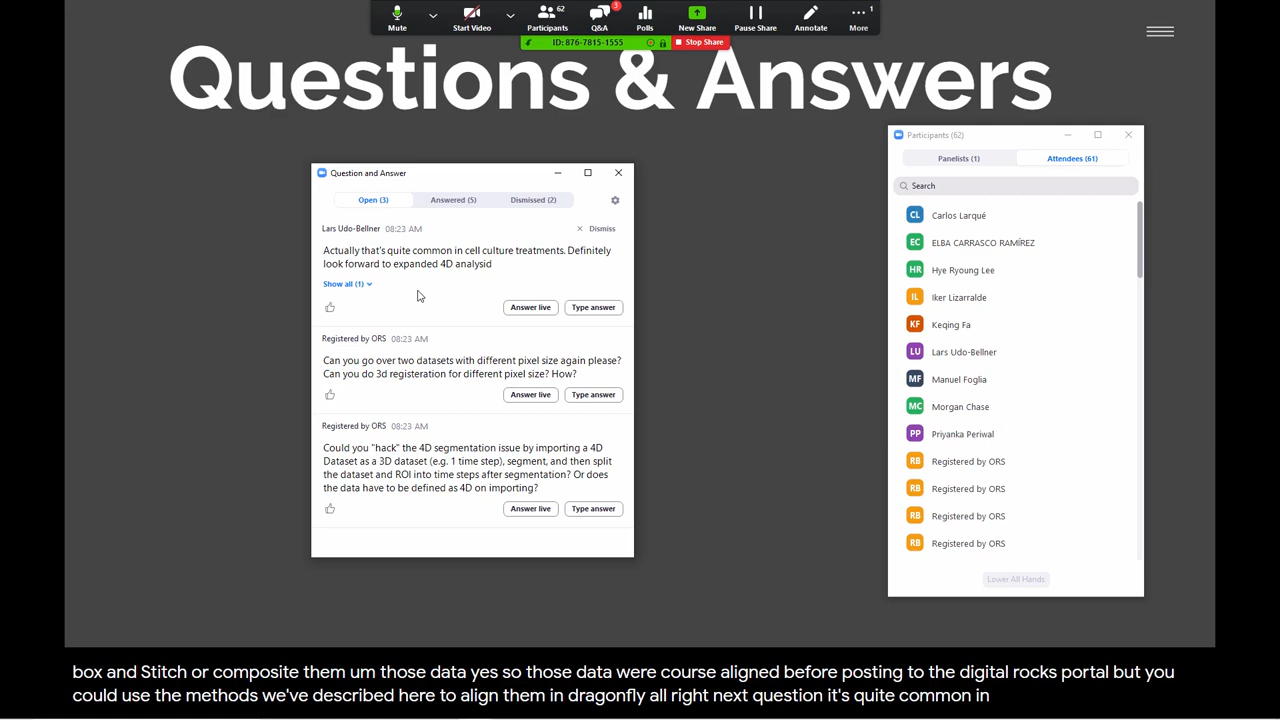 62
3
1
Mute
Start Video
Participants
Q&A
Polls
New Share
Pause Share
Annotate
More
ID: 876-7815-1555
Stop Share
Questions & Answers
Question and Answer
Open (3)
Answered (5)
Dismissed (2)
Lars Udo-Bellner 08:23 AM
Dismiss
Actually that's quite common in cell culture treatments. Definitely
look forward to expanded 4D analysid
Show all (1)
Answer live
Type answer
Registered by ORS 08:23 AM
Can you go over two datasets with different pixel size again please?
Can you do 3d registeration for different pixel size? How?
Answer live
Type answer
Registered by ORS 08:23 AM
Could you "hack" the 4D segmentation issue by importing a 4D
Dataset as a 3D dataset (e.g. 1 time step), segment, and then split
the dataset and ROI into time steps after segmentation? Or does
the data have to be defined as 4D on importing?
Answer live
Type answer
Participants (62)
Panelists (1)
Attendees (61)
Search
CL Carlos Larqué
EC ELBA CARRASCO RAMÍREZ
HR Hye Ryoung Lee
IL Iker Lizarralde
KF Keqing Fa
LU Lars Udo-Bellner
MF Manuel Foglia
MC Morgan Chase
PP Priyanka Periwal
RB Registered by ORS
RB Registered by ORS
RB Registered by ORS
RB Registered by ORS
Lower All Hands
box and Stitch or composite them um those data yes so those data were course aligned before posting to the digital rocks portal but you
could use the methods we've described here to align them in dragonfly all right next question it's quite common in